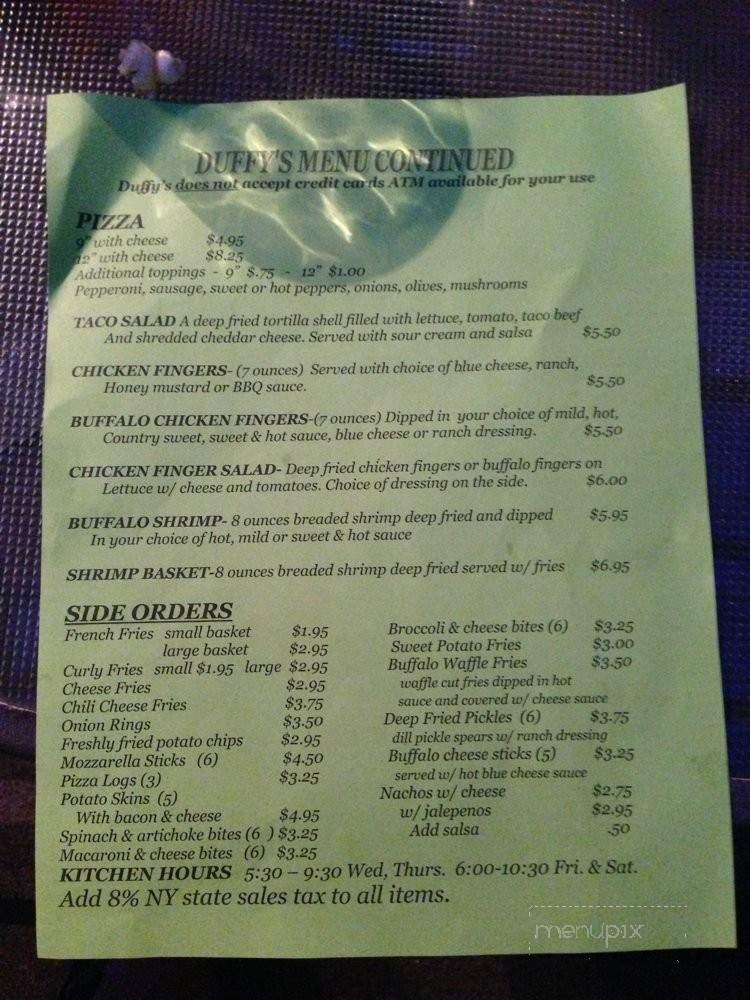 DUFFY'S MENU CONTINUED
Duffy's does not accept credit cards ATM available for your use
PIZZA
9" with cheese $4.95
12" with cheese $8.25
Additional toppings - 9" $.75 - 12" $1.00
Pepperoni, sausage, sweet or hot peppers, onions, olives, mushrooms
TACO SALAD A deep fried tortilla shell filled with lettuce, tomato, taco beef
And shredded cheddar cheese. Served with sour cream and salsa $5.50
CHICKEN FINGERS- (7 ounces) Served with choice of blue cheese, ranch,
Honey mustard or BBQ sauce. $5.50
BUFFALO CHICKEN FINGERS-(7 ounces) Dipped in your choice of mild, hot,
Country sweet, sweet & hot sauce, blue cheese or ranch dressing. $5.50
CHICKEN FINGER SALAD- Deep fried chicken fingers or buffalo fingers on
Lettuce w/ cheese and tomatoes. Choice of dressing on the side. $6.00
BUFFALO SHRIMP- 8 ounces breaded shrimp deep fried and dipped $5.95
In your choice of hot, mild or sweet & hot sauce
SHRIMP BASKET-8 ounces breaded shrimp deep fried served w/ fries $6.95
SIDE ORDERS
French Fries small basket $1.95
large basket $2.95
Curly Fries small $1.95 large $2.95
Cheese Fries $2.95
Chili Cheese Fries $3.75
Onion Rings $3.50
Freshly fried potato chips $2.95
Mozzarella Sticks (6) $4.50
Pizza Logs (3) $3.25
Potato Skins (5)
With bacon & cheese $4.95
Spinach & artichoke bites (6 ) $3.25
Macaroni & cheese bites (6) $3.25
Broccoli & cheese bites (6) $3.25
Sweet Potato Fries $3.00
Buffalo Waffle Fries $3.50
waffle cut fries dipped in hot
sauce and covered w/ cheese sauce
Deep Fried Pickles (6) $3.75
dill pickle spears w/ ranch dressing
Buffalo cheese sticks (5) $3.25
served w/ hot blue cheese sauce
Nachos w/ cheese $2.75
w/ jalepenos $2.95
Add salsa .50
KITCHEN HOURS 5:30 – 9:30 Wed, Thurs. 6:00-10:30 Fri. & Sat.
Add 8% NY state sales tax to all items.
menupix